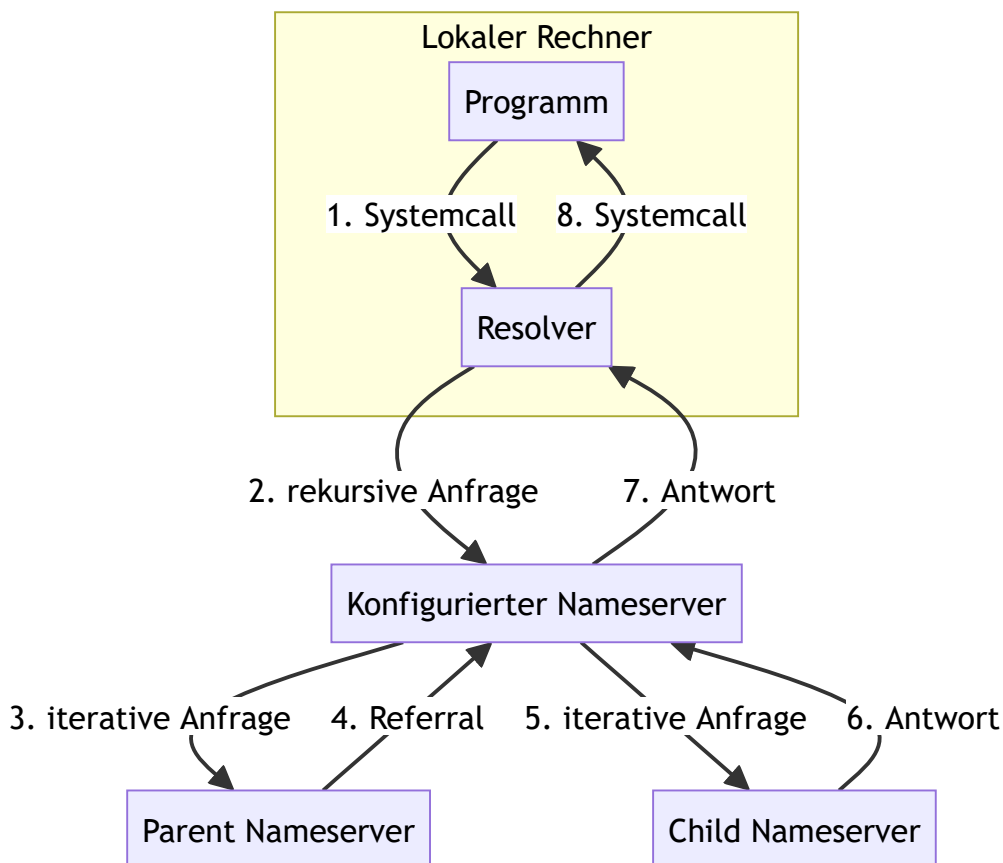 Lokaler Rechner
Programm
1. Systemcall
8. Systemcall
Resolver
2. rekursive Anfrage
7. Antwort
Konfigurierter Nameserver
3. iterative Anfrage
4. Referral
5. iterative Anfrage
6. Antwort
Parent Nameserver
Child Nameserver